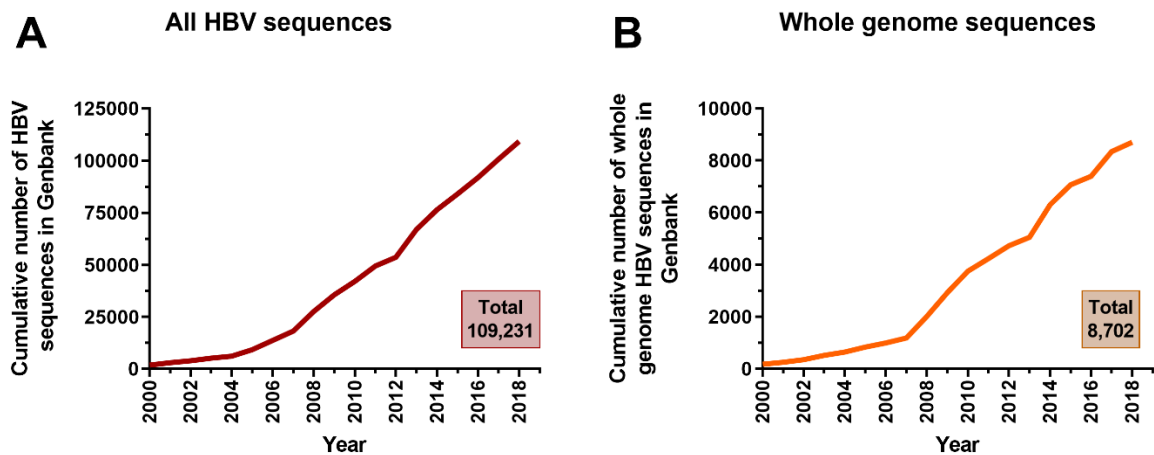 A
All HBV sequences
Cumulative number of HBV
sequences in Genbank
125000
100000
75000
50000
25000
0
Total
109,231
2000
2002
2004
2006
2008
2010
2012
2014
2016
2018
Year
B
Whole genome sequences
Cumulative number of whole
genome HBV sequences in
Genbank
10000
8000
6000
4000
2000
0
Total
8,702
2000
2002
2004
2006
2008
2010
2012
2014
2016
2018
Year